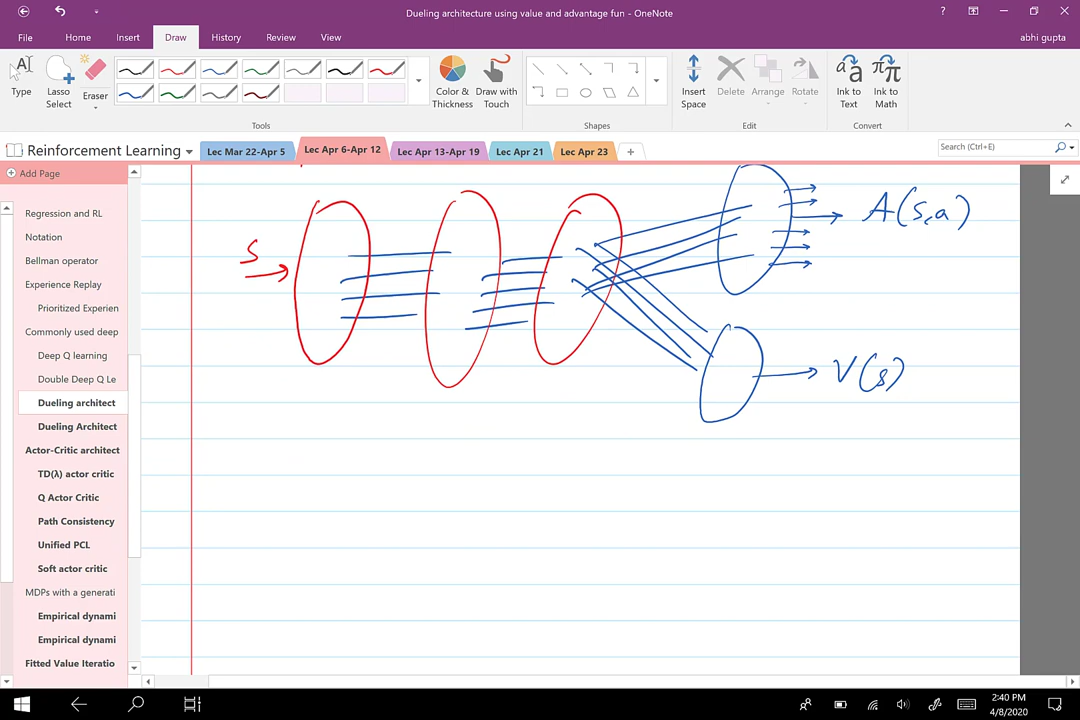 Dueling architecture using value and advantage fun - OneNote
File Home Insert Draw History Review View
abhi gupta
Type
Lasso Select
Eraser
Color & Thickness
Draw with Touch
Insert Space
Delete
Arrange
Rotate
Ink to Text
Ink to Math
Tools
Shapes
Edit
Convert
Reinforcement Learning
Lec Mar 22-Apr 5
Lec Apr 6-Apr 12
Lec Apr 13-Apr 19
Lec Apr 21
Lec Apr 23
Search (Ctrl+E)
Add Page
Regression and RL
Notation
Bellman operator
Experience Replay
Prioritized Experien
Commonly used deep
Deep Q learning
Double Deep Q Le
Dueling architect
Dueling Architect
Actor-Critic architect
TD(λ) actor critic
Q Actor Critic
Path Consistency
Unified PCL
Soft actor critic
MDPs with a generati
Empirical dynami
Empirical dynami
Fitted Value Iteratio
S
A(s,a)
V(s)
2:40 PM
4/8/2020